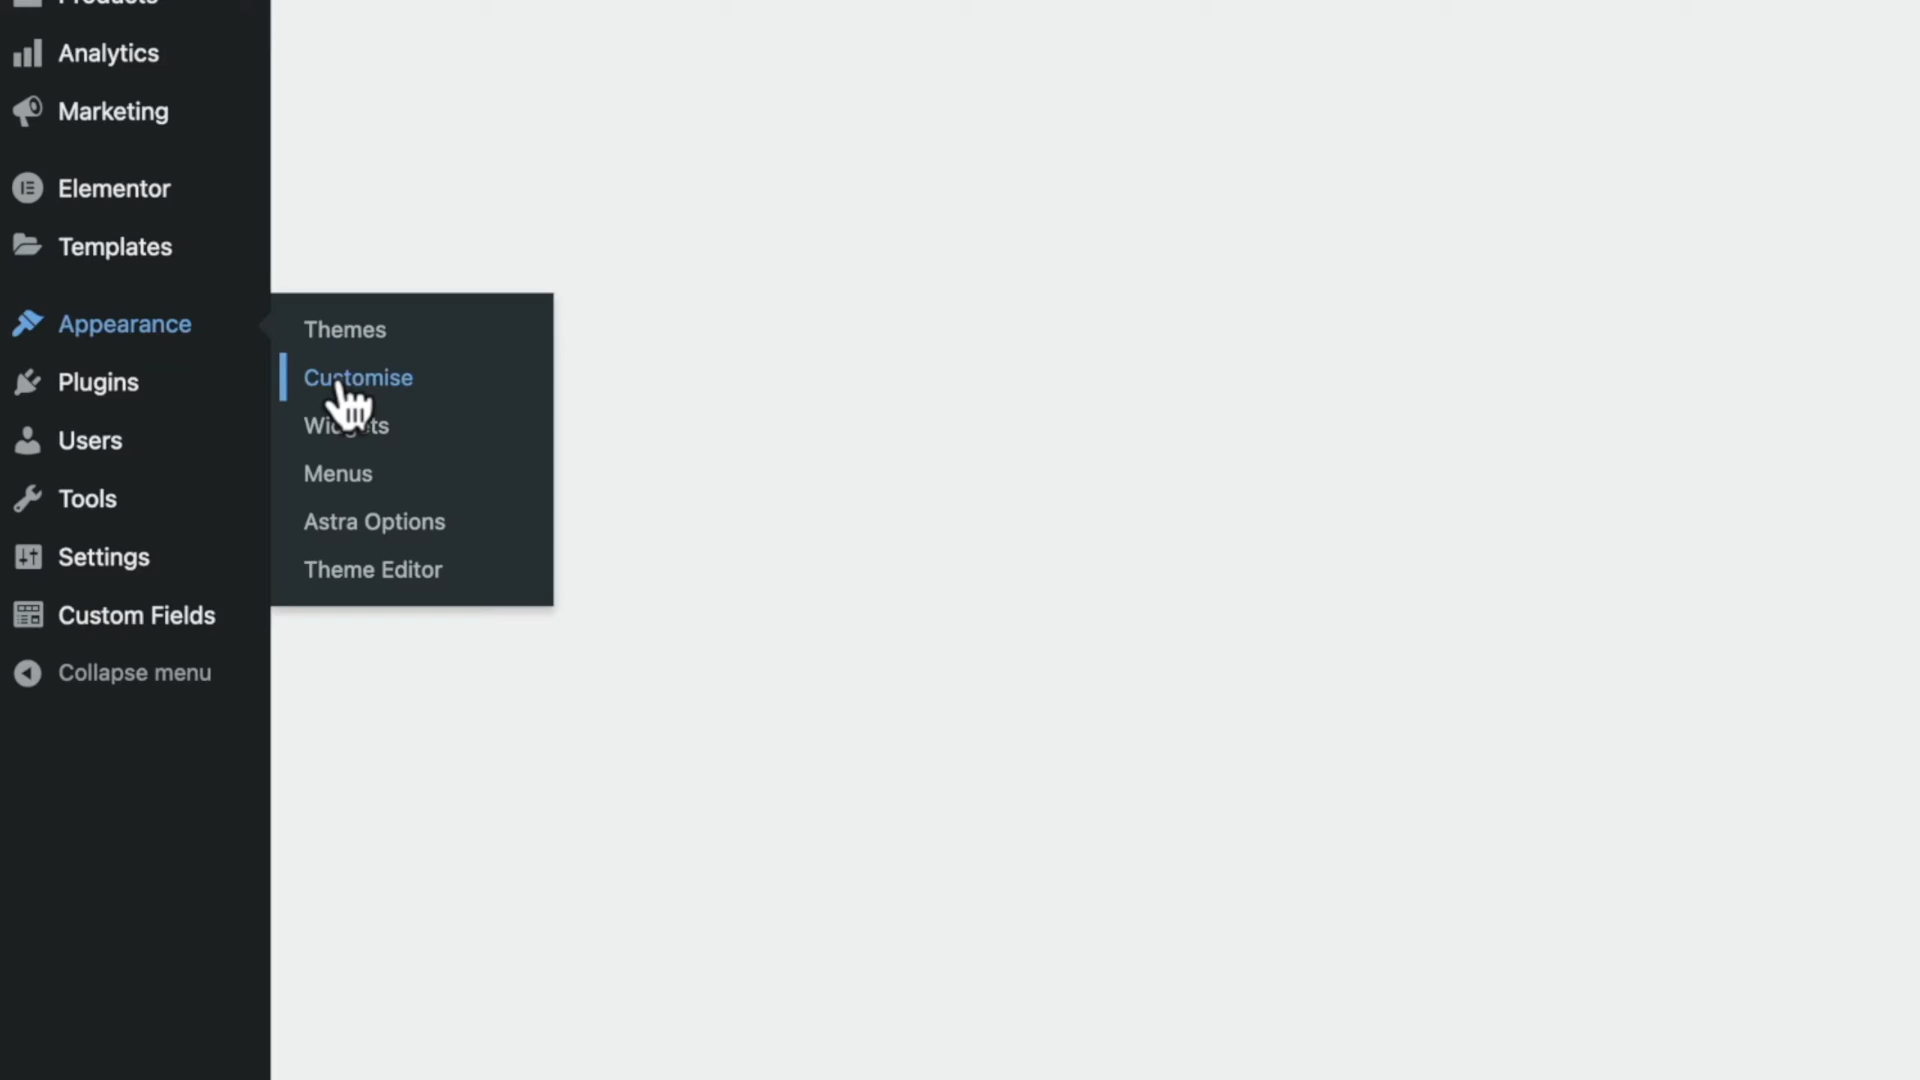 Analytics
Marketing
Elementor
Templates
Appearance
Themes
Customise
Widgets
Menus
Astra Options
Theme Editor
Plugins
Users
Tools
Settings
Custom Fields
Collapse menu